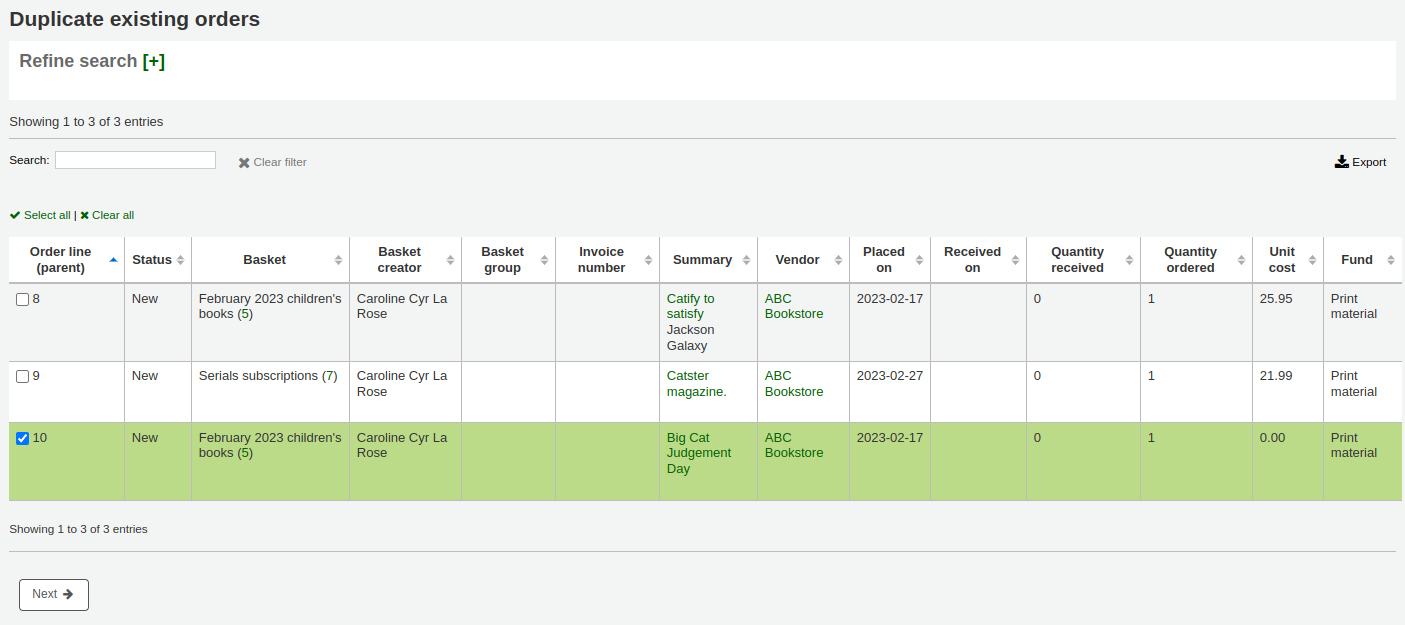 Duplicate existing orders
Refine search [+]
Showing 1 to 3 of 3 entries
Search: Clear filter Export
Select all | Clear all
Order line (parent) Status Basket Basket creator Basket group Invoice number Summary Vendor Placed on Received on Quantity received Quantity ordered Unit cost Fund
8 New February 2023 children's books (5) Caroline Cyr La Rose Catify to satisfy Jackson Galaxy ABC Bookstore 2023-02-17 0 1 25.95 Print material
9 New Serials subscriptions (7) Caroline Cyr La Rose Catster magazine. ABC Bookstore 2023-02-27 0 1 21.99 Print material
10 New February 2023 children's books (5) Caroline Cyr La Rose Big Cat Judgement Day ABC Bookstore 2023-02-17 0 1 0.00 Print material
Showing 1 to 3 of 3 entries
Next